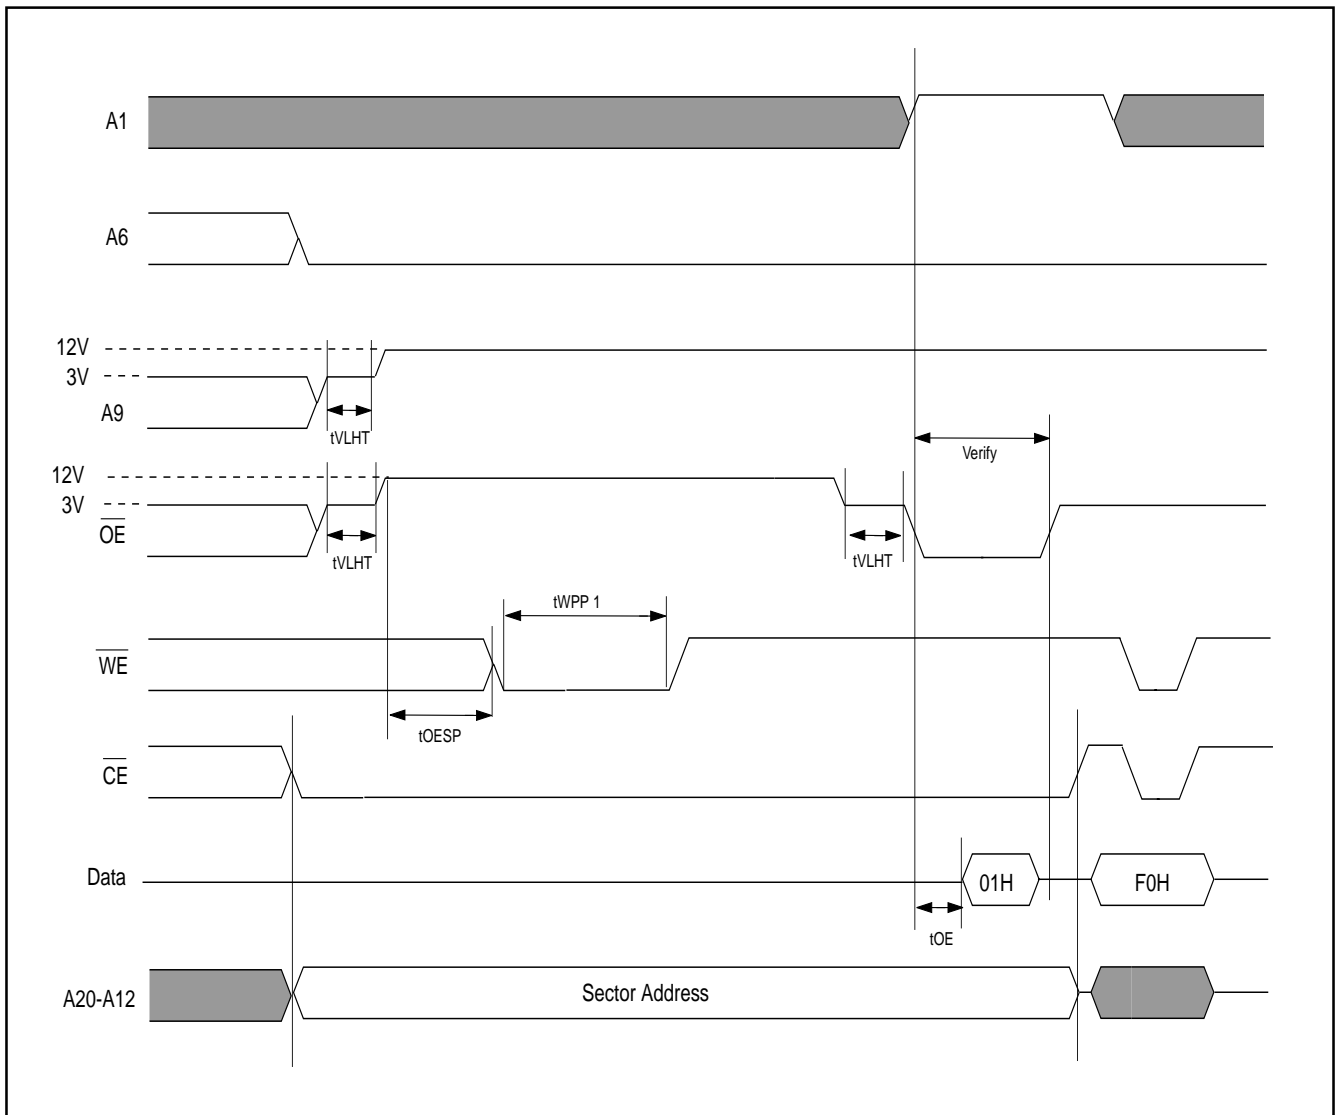 A1
A6
12V
3V
A9
tVLHT
Verify
12V
3V
OE
tVLHT
tVLHT
tWPP 1
WE
tOESP
CE
Data
01H
F0H
tOE
A20-A12
Sector Address